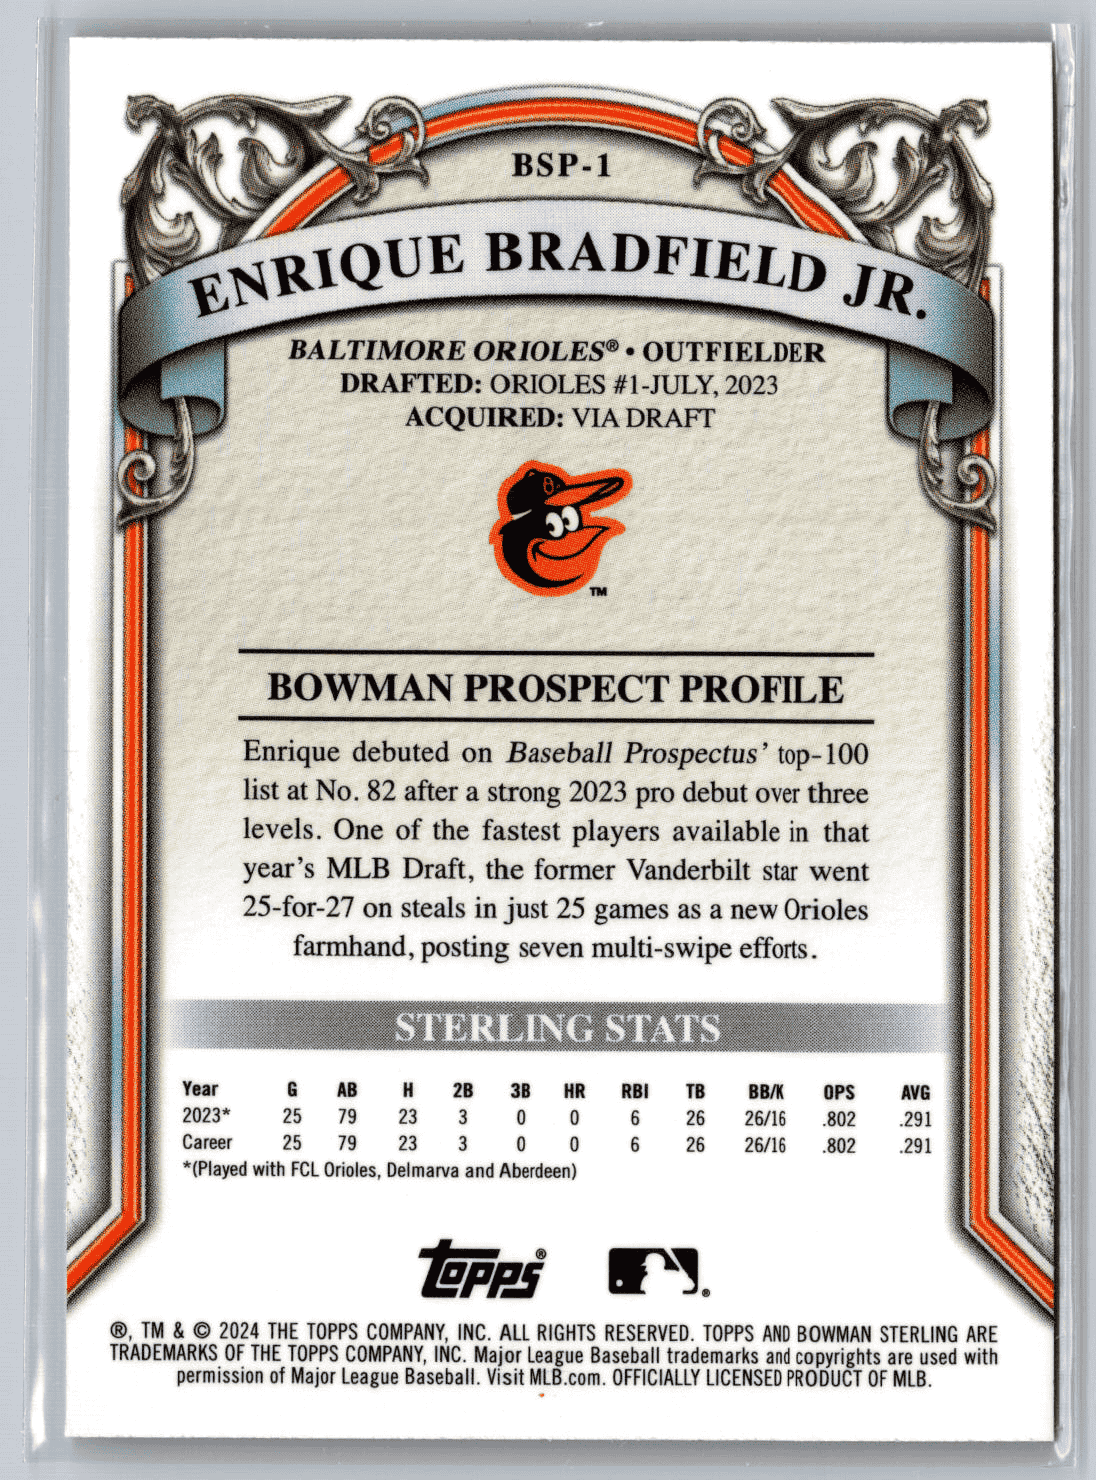 BSP-1
ENRIQUE BRADFIELD JR.
BALTIMORE ORIOLES® • OUTFIELDER
DRAFTED: ORIOLES #1-JULY, 2023
ACQUIRED: VIA DRAFT
TM
BOWMAN PROSPECT PROFILE
Enrique debuted on Baseball Prospectus' top-100
list at No. 82 after a strong 2023 pro debut over three
levels. One of the fastest players available in that
year's MLB Draft, the former Vanderbilt star went
25-for-27 on steals in just 25 games as a new Orioles
farmhand, posting seven multi-swipe efforts.
STERLING STATS
Year G AB H 2B 3B HR RBI TB BB/K OPS AVG
2023* 25 79 23 3 0 0 6 26 26/16 .802 .291
Career 25 79 23 3 0 0 6 26 26/16 .802 .291
*(Played with FCL Orioles, Delmarva and Aberdeen)
topps® ®
®, TM & © 2024 THE TOPPS COMPANY, INC. ALL RIGHTS RESERVED. TOPPS AND BOWMAN STERLING ARE
TRADEMARKS OF THE TOPPS COMPANY, INC. Major League Baseball trademarks and copyrights are used with
permission of Major League Baseball. Visit MLB.com. OFFICIALLY LICENSED PRODUCT OF MLB.